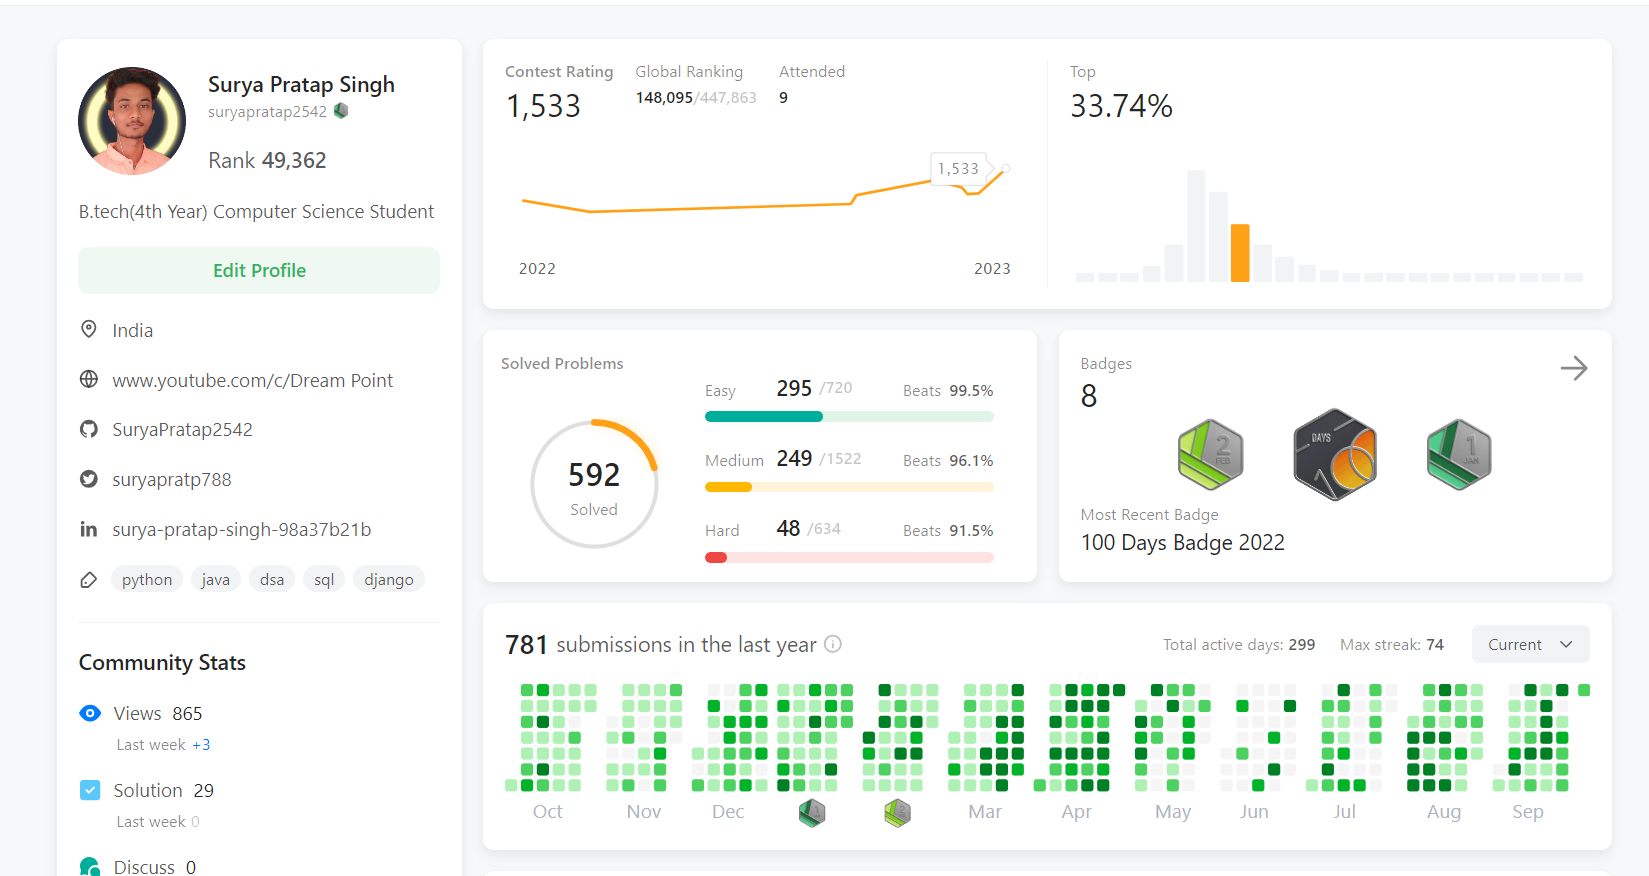 Surya Pratap Singh
suryapratap2542
Rank 49,362
B.tech(4th Year) Computer Science Student
Edit Profile
India
www.youtube.com/c/Dream Point
SuryaPratap2542
suryapratp788
surya-pratap-singh-98a37b21b
python java dsa sql django
Community Stats
Views 865
Last week +3
Solution 29
Last week 0
Discuss 0
Contest Rating Global Ranking Attended
1,533 148,095/447,863 9
1,533
2022 2023
Top
33.74%
Solved Problems
592
Solved
Easy 295 /720 Beats 99.5%
Medium 249 /1522 Beats 96.1%
Hard 48 /634 Beats 91.5%
Badges
8
2
FEB
DAYS
1
JAN
Most Recent Badge
100 Days Badge 2022
781 submissions in the last year
Total active days: 299 Max streak: 74 Current
Oct Nov Dec Mar Apr May Jun Jul Aug Sep